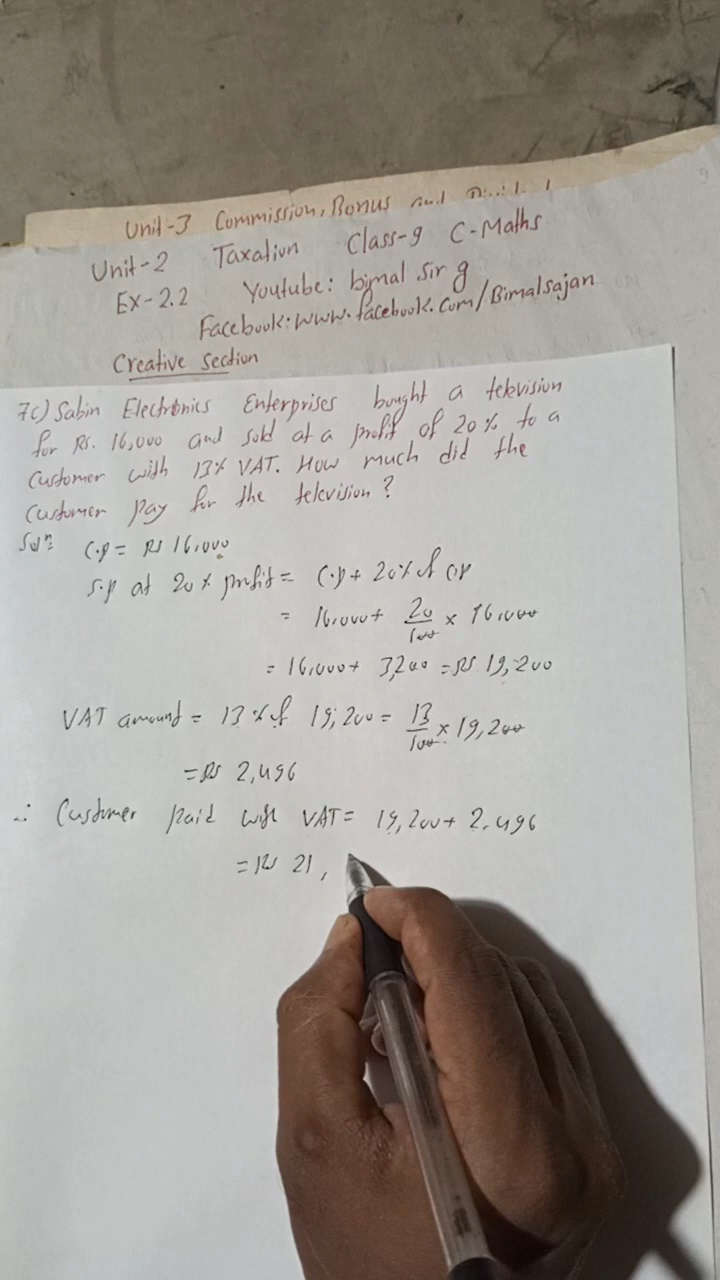 Unit-3 Commission, Bonus and
Unit-2 Taxation Class-9 C-Maths
Ex-2.2 Youtube: bimal sir g
Facebook: www.facebook.com/Bimalsajan
Creative section
7c) Sabin Electronics Enterprises bought a television
for Rs. 16,000 and sold at a profit of 20% to a
customer with 13% VAT. How much did the
customer pay for the television?
Solⁿ: C.P = Rs 16,000
S.P at 20% profit = C.P + 20% of CP
= 16,000 + 20/100 × 16,000
= 16,000 + 3,200 = Rs 19,200
VAT amount = 13% of 19,200 = 13/100 × 19,200
= Rs 2,496
∴ Customer paid with VAT = 19,200 + 2,496
= Rs 21,